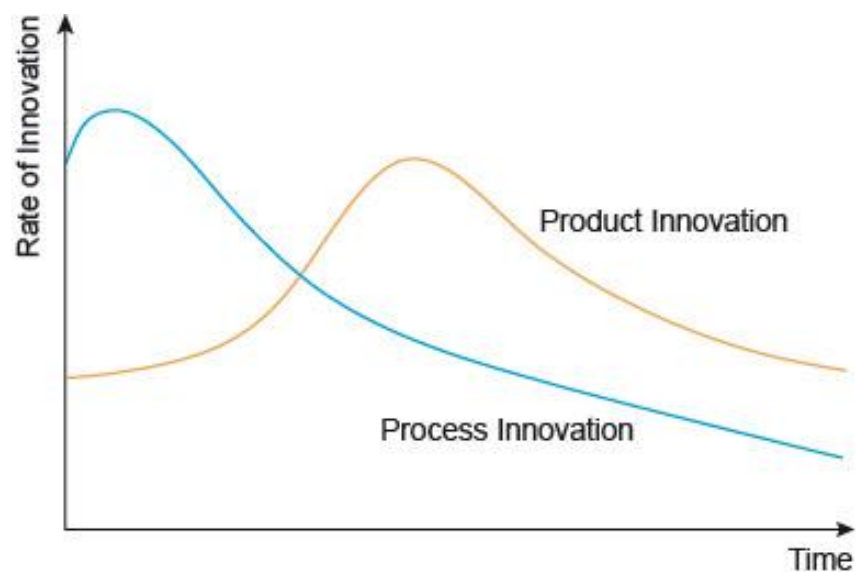 Rate of Innovation
Product Innovation
Process Innovation
Time